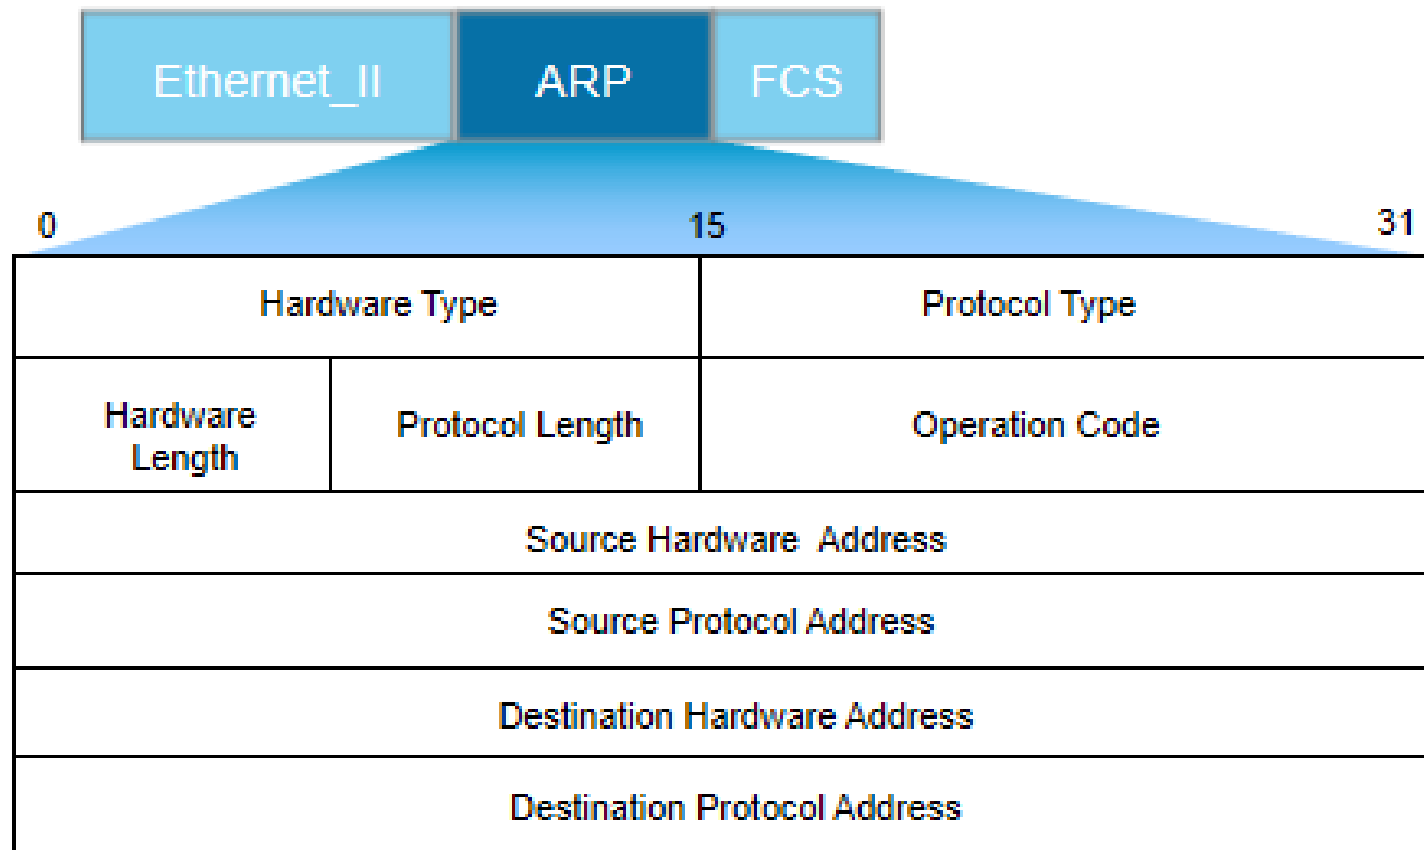 Ethernet_II ARP FCS
0 15 31
Hardware Type Protocol Type
Hardware
Length
Protocol Length
Operation Code
Source Hardware Address
Source Protocol Address
Destination Hardware Address
Destination Protocol Address